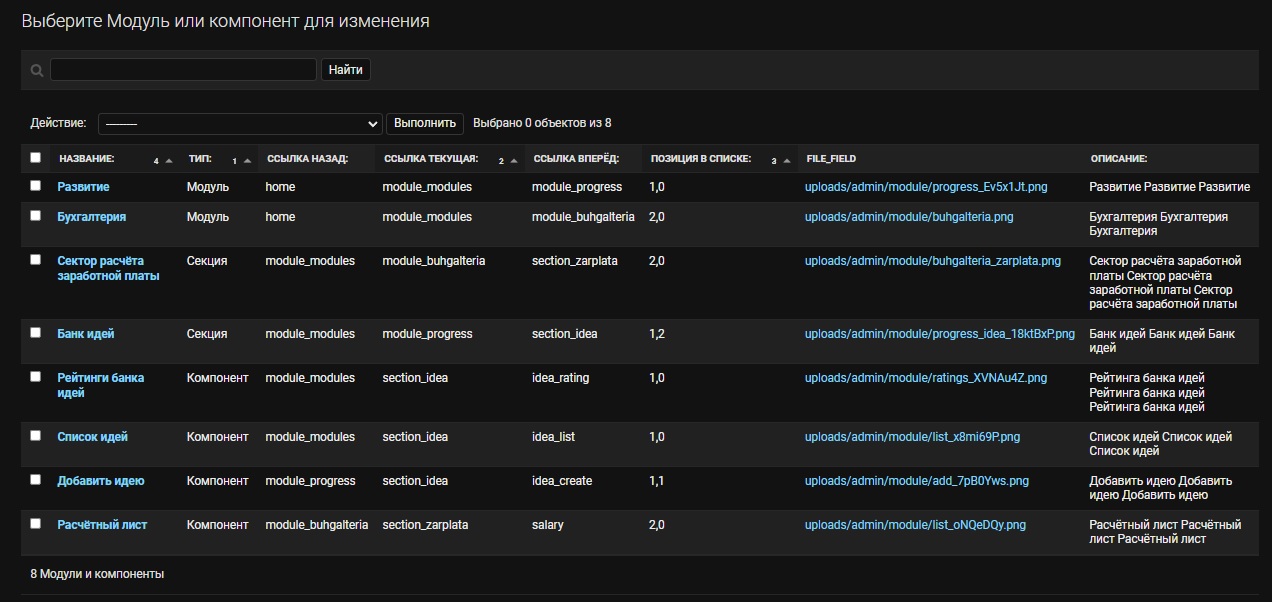 Выберите Модуль или компонент для изменения
Найти
Действие: --------- Выполнить Выбрано 0 объектов из 8
НАЗВАНИЕ: 4 ТИП: 1 ССЫЛКА НАЗАД: ССЫЛКА ТЕКУЩАЯ: 2 ССЫЛКА ВПЕРЁД: ПОЗИЦИЯ В СПИСКЕ: 3 FILE_FIELD ОПИСАНИЕ:
Развитие Модуль home module_modules module_progress 1,0 uploads/admin/module/progress_Ev5x1Jt.png Развитие Развитие Развитие
Бухгалтерия Модуль home module_modules module_buhgalteria 2,0 uploads/admin/module/buhgalteria.png Бухгалтерия Бухгалтерия
Бухгалтерия
Сектор расчёта Секция module_modules module_buhgalteria section_zarplata 2,0 uploads/admin/module/buhgalteria_zarplata.png Сектор расчёта заработной
заработной платы платы Сектор расчёта
заработной платы Сектор
расчёта заработной платы
Банк идей Секция module_modules module_progress section_idea 1,2 uploads/admin/module/progress_idea_18ktBxP.png Банк идей Банк идей Банк
идей
Рейтинги банка Компонент module_modules section_idea idea_rating 1,0 uploads/admin/module/ratings_XVNAu4Z.png Рейтинга банка идей
идей Рейтинга банка идей
Рейтинга банка идей
Список идей Компонент module_modules section_idea idea_list 1,0 uploads/admin/module/list_x8mi69P.png Список идей Список идей
Список идей
Добавить идею Компонент module_progress section_idea idea_create 1,1 uploads/admin/module/add_7pB0Yws.png Добавить идею Добавить
идею Добавить идею
Расчётный лист Компонент module_buhgalteria section_zarplata salary 2,0 uploads/admin/module/list_oNQeDQy.png Расчётный лист Расчётный
лист Расчётный лист
8 Модули и компоненты